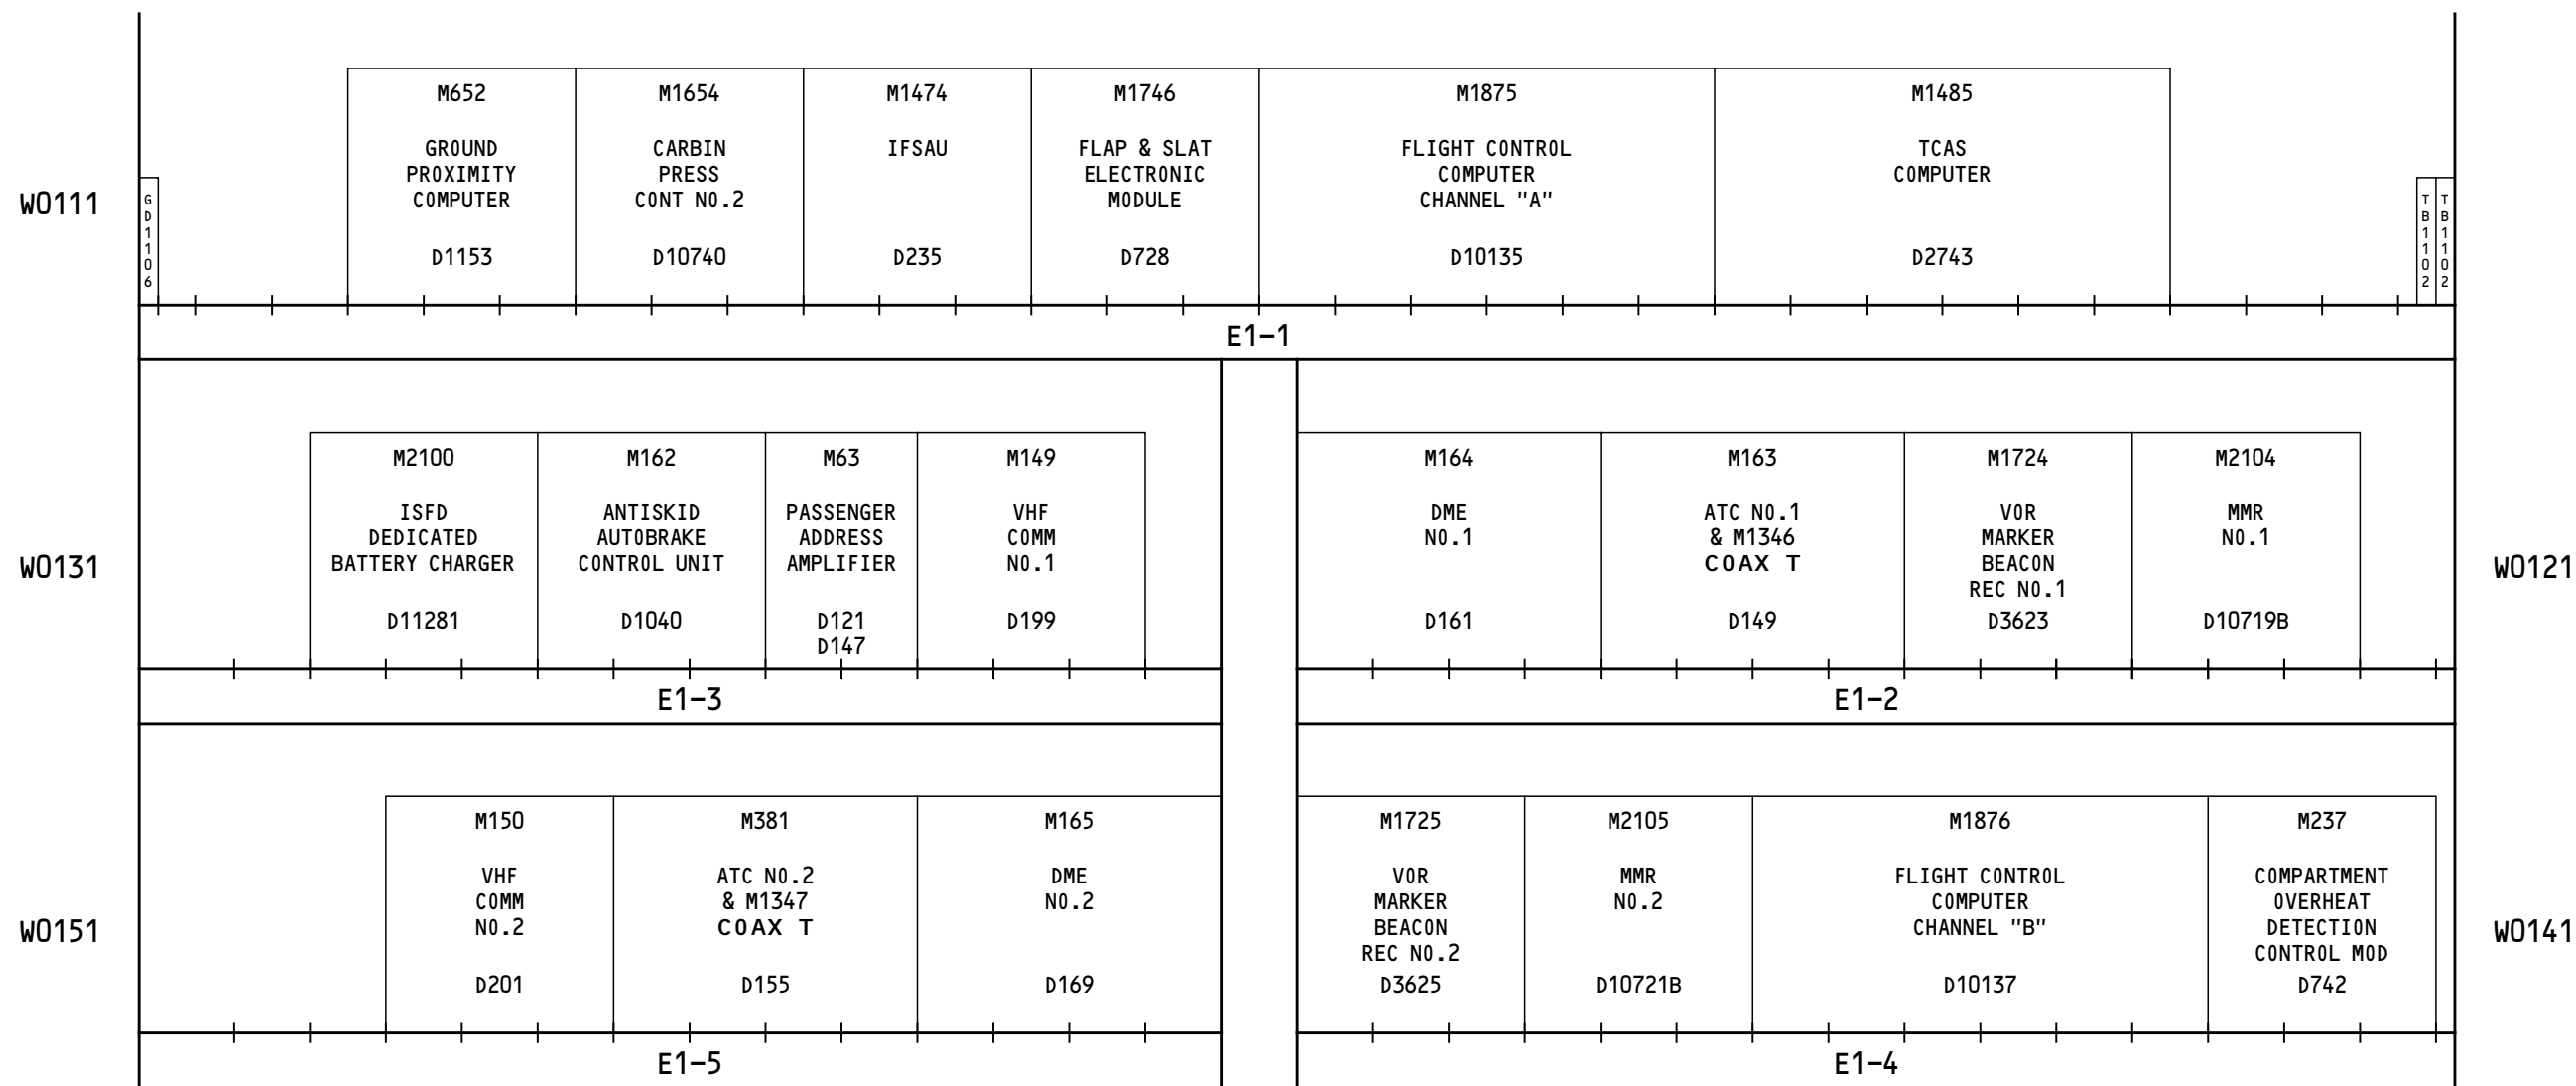 W0111
GD1106
M652
GROUND
PROXIMITY
COMPUTER
D1153
M1654
CARBIN
PRESS
CONT NO.2
D10740
M1474
IFSAU
D235
M1746
FLAP & SLAT
ELECTRONIC
MODULE
D728
M1875
FLIGHT CONTROL
COMPUTER
CHANNEL "A"
D10135
M1485
TCAS
COMPUTER
D2743
TB1102
TB1102
E1-1
W0131
M2100
ISFD
DEDICATED
BATTERY CHARGER
D11281
M162
ANTISKID
AUTOBRAKE
CONTROL UNIT
D1040
M63
PASSENGER
ADDRESS
AMPLIFIER
D121
D147
M149
VHF
COMM
NO.1
D199
E1-3
M164
DME
NO.1
D161
M163
ATC NO.1
& M1346
COAX T
D149
M1724
VOR
MARKER
BEACON
REC NO.1
D3623
M2104
MMR
NO.1
D10719B
W0121
E1-2
W0151
M150
VHF
COMM
NO.2
D201
M381
ATC NO.2
& M1347
COAX T
D155
M165
DME
NO.2
D169
E1-5
M1725
VOR
MARKER
BEACON
REC NO.2
D3625
M2105
MMR
NO.2
D10721B
M1876
FLIGHT CONTROL
COMPUTER
CHANNEL "B"
D10137
M237
COMPARTMENT
OVERHEAT
DETECTION
CONTROL MOD
D742
W0141
E1-4